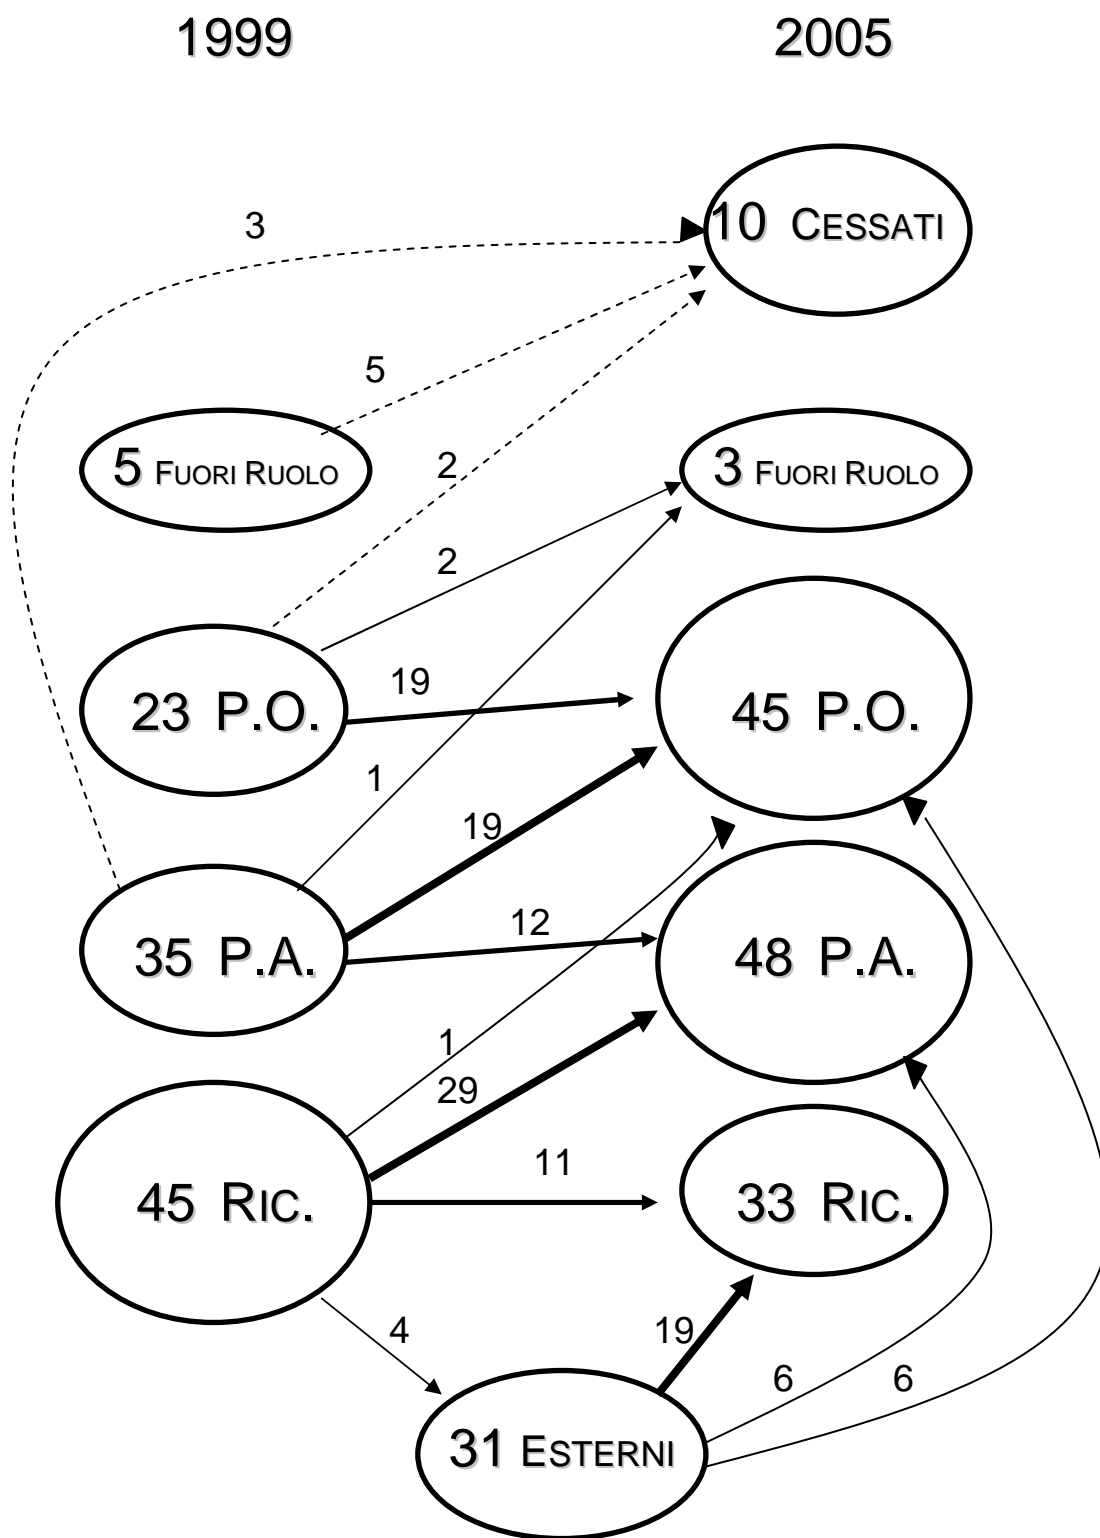 1999
2005
10 CESSATI
3
5
5 FUORI RUOLO
3 FUORI RUOLO
2
2
19
23 P.O.
45 P.O.
1
19
12
35 P.A.
48 P.A.
1
29
11
45 RIC.
33 RIC.
4
19
6
6
31 ESTERNI